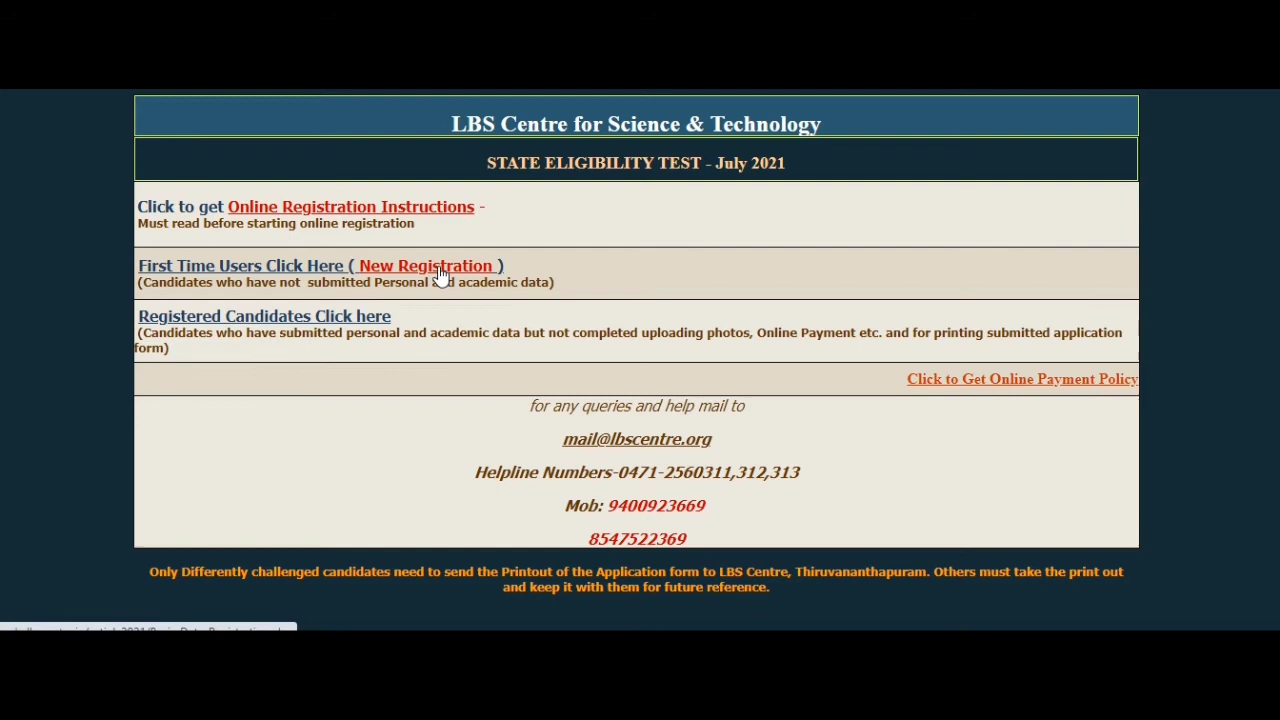 LBS Centre for Science & Technology
STATE ELIGIBILITY TEST - July 2021
Click to get Online Registration Instructions -
Must read before starting online registration
First Time Users Click Here ( New Registration )
(Candidates who have not submitted Personal and academic data)
Registered Candidates Click here
(Candidates who have submitted personal and academic data but not completed uploading photos, Online Payment etc. and for printing submitted application
form)
Click to Get Online Payment Policy
for any queries and help mail to
mail@lbscentre.org
Helpline Numbers-0471-2560311,312,313
Mob: 9400923669
8547522369
Only Differently challenged candidates need to send the Printout of the Application form to LBS Centre, Thiruvananthapuram. Others must take the print out
and keep it with them for future reference.